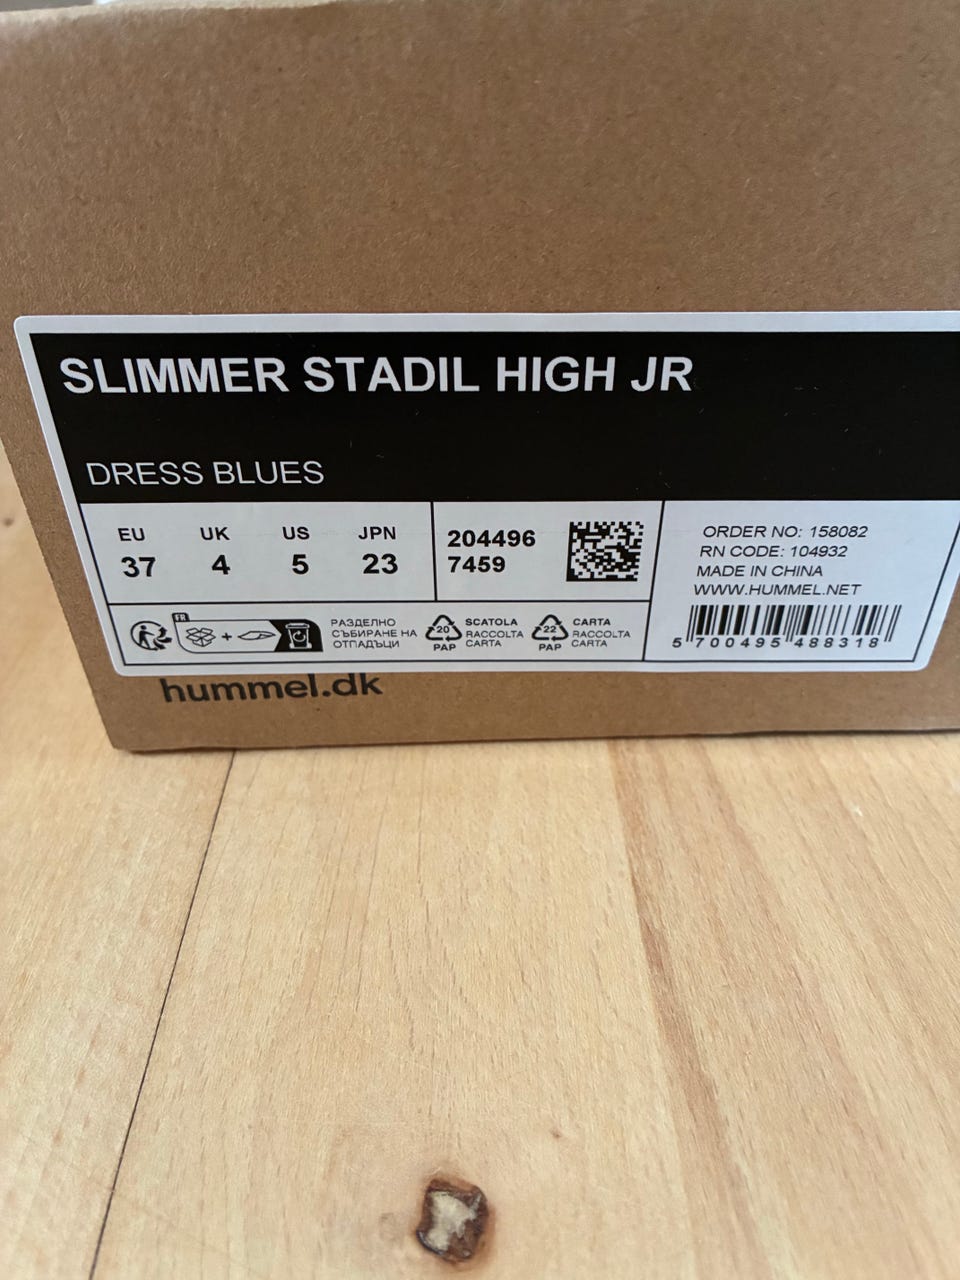 SLIMMER STADIL HIGH JR
DRESS BLUES
EU UK US JPN
37 4 5 23
204496
7459
ORDER NO: 158082
RN CODE: 104932
MADE IN CHINA
WWW.HUMMEL.NET
5 700495 488318
FR
+
РАЗДЕЛНО
СЪБИРАНЕ НА
ОТПАДЪЦИ
20
PAP
SCATOLA
RACCOLTA
CARTA
22
PAP
CARTA
RACCOLTA
CARTA
hummel.dk